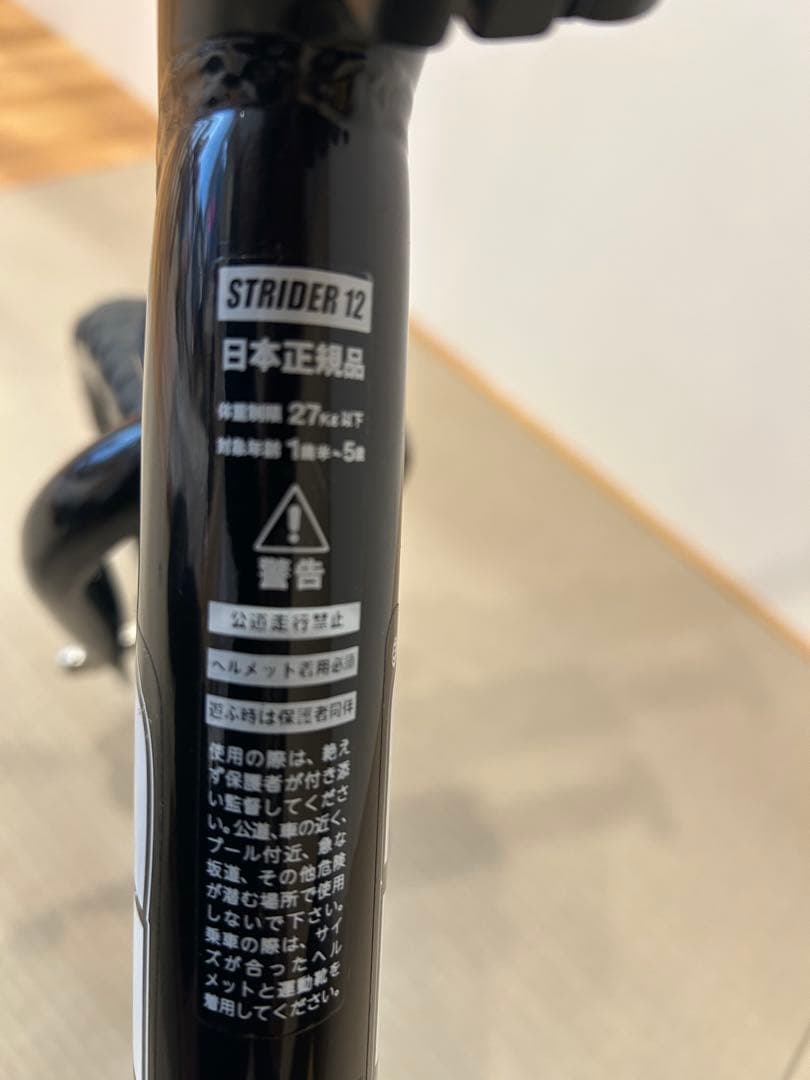 STRIDER 12
日本正規品
体重制限 27Kg以下
対象年齢 1歳半~5歳
警告
公道走行禁止
ヘルメット着用必須
遊ぶ時は保護者同伴
使用の際は、絶え
ず保護者が付き添
い監督してくださ
い。公道、車の近く、
プール付近、急な
坂道、その他危険
が潜む場所で使用
しないで下さい。
乗車の際は、サイ
ズが合ったヘル
メットと運動靴を
着用してください。